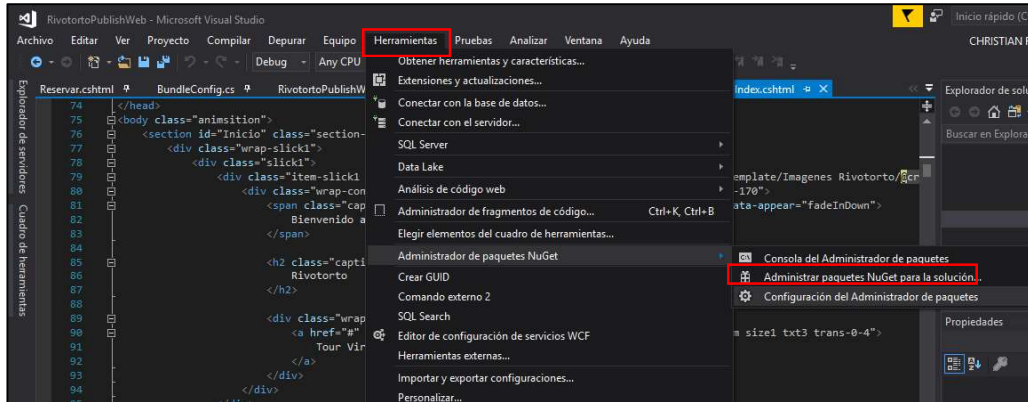 RivotortoPublishWeb - Microsoft Visual Studio
Inicio rápido (C
Archivo Editar Ver Proyecto Compilar Depurar Equipo Herramientas Pruebas Analizar Ventana Ayuda
CHRISTIAN
Debug Any CPU
Obtener herramientas y características...
Extensiones y actualizaciones...
Conectar con la base de datos...
Conectar con el servidor...
SQL Server
Data Lake
Análisis de código web
Administrador de fragmentos de código... Ctrl+K, Ctrl+B
Elegir elementos del cuadro de herramientas...
Administrador de paquetes NuGet
Crear GUID
Comando externo 2
SQL Search
Editor de configuración de servicios WCF
Herramientas externas...
Importar y exportar configuraciones...
Personalizar...
Consola del Administrador de paquetes
Administrar paquetes NuGet para la solución...
Configuración del Administrador de paquetes
Explorador de servidores
Cuadro de herramientas
Reservar.cshtml BundleConfig.cs RivotortoPublishW
Index.cshtml
74 </head>
75 <body class="animsition">
76 <section id="Inicio" class="section-
77 <div class="wrap-slick1">
78 <div class="slick1">
79 <div class="item-slick1
emplate/Imagenes Rivotorto/
80 <div class="wrap-con
-170">
81 <span class="cap
ata-appear="fadeInDown">
82 Bienvenido a
83 </span>
84
85 <h2 class="capti
86 Rivotorto
87 </h2>
88
89 <div class="wrap
90 <a href="#"
m size1 txt3 trans-0-4">
91 Tour Vir
92 </a>
93 </div>
94 </div>
Explorador de solu
Buscar en Explora
Propiedades